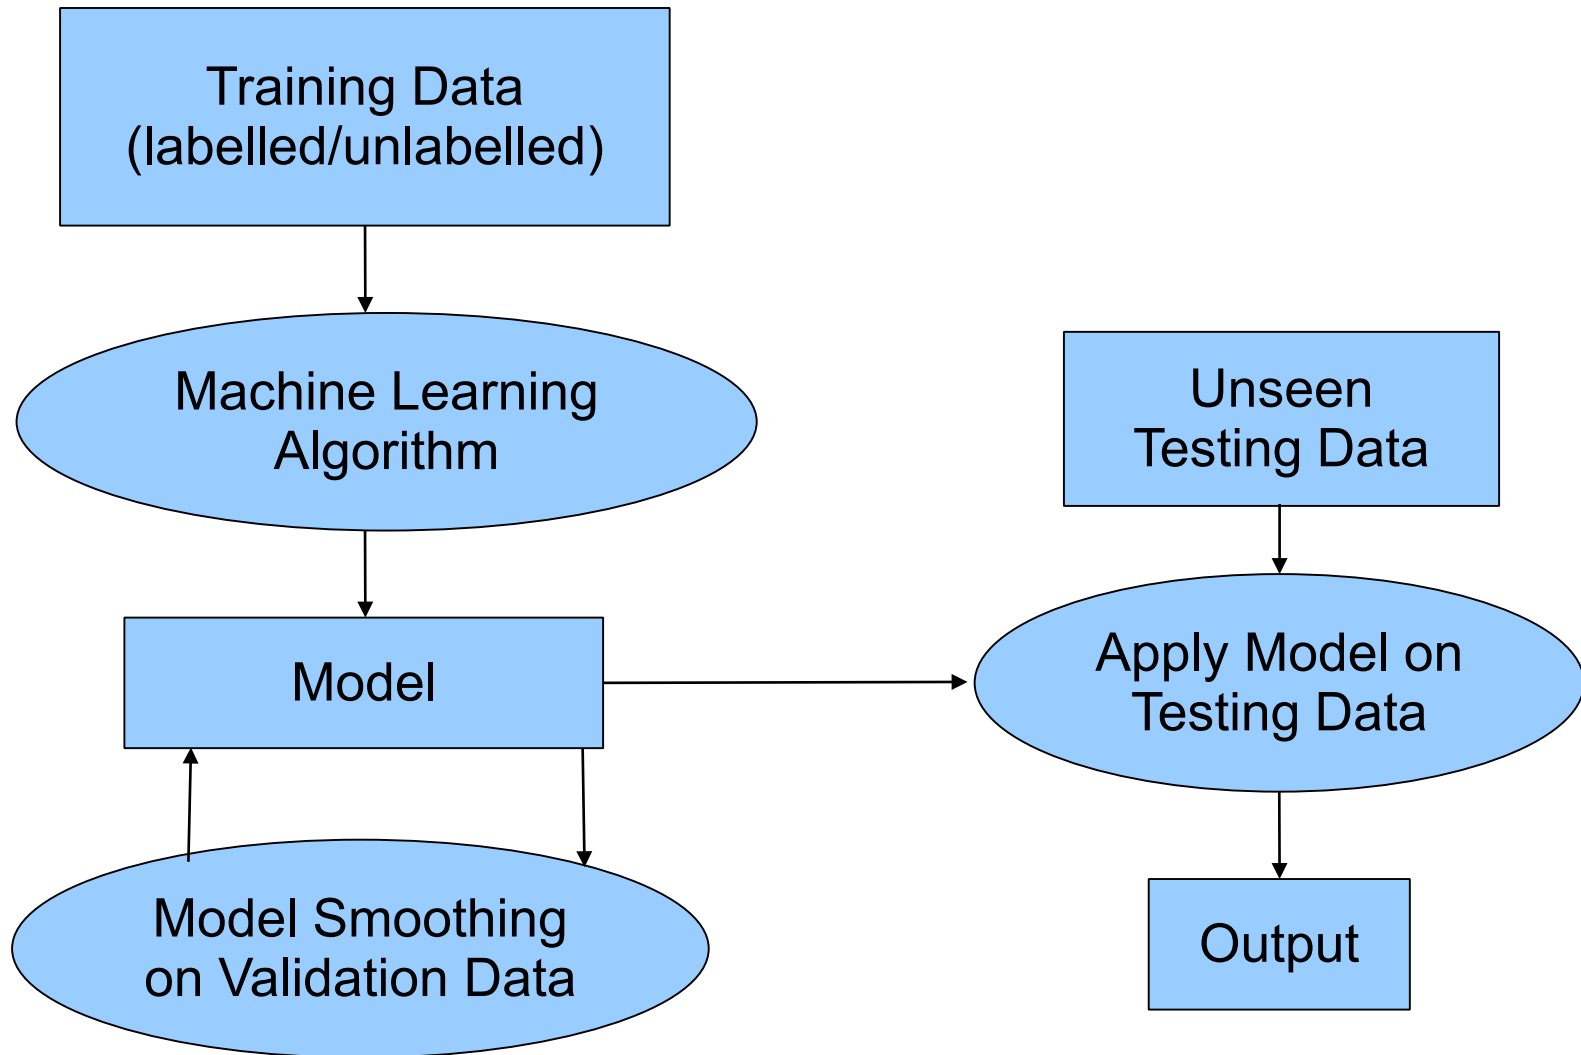 Training Data
(labelled/unlabelled)
Machine Learning
Algorithm
Model
Model Smoothing
on Validation Data
Unseen
Testing Data
Apply Model on
Testing Data
Output